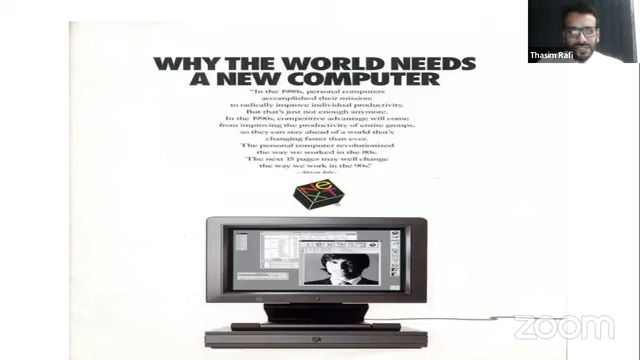 WHY THE WORLD NEEDS
A NEW COMPUTER
"In the 1980s, personal computers
accomplished their mission:
to radically improve individual productivity.
But that's just not enough anymore.
In the 1990s, competitive advantage will come
from improving the productivity of entire groups,
so they can stay ahead of a world that's
changing faster than ever.
The personal computer revolutionized
the way we worked in the 80s.
The next 15 pages may well change
the way we work in the 90s."
—Steven Jobs
NeXT
Thasim Rafi
zoom